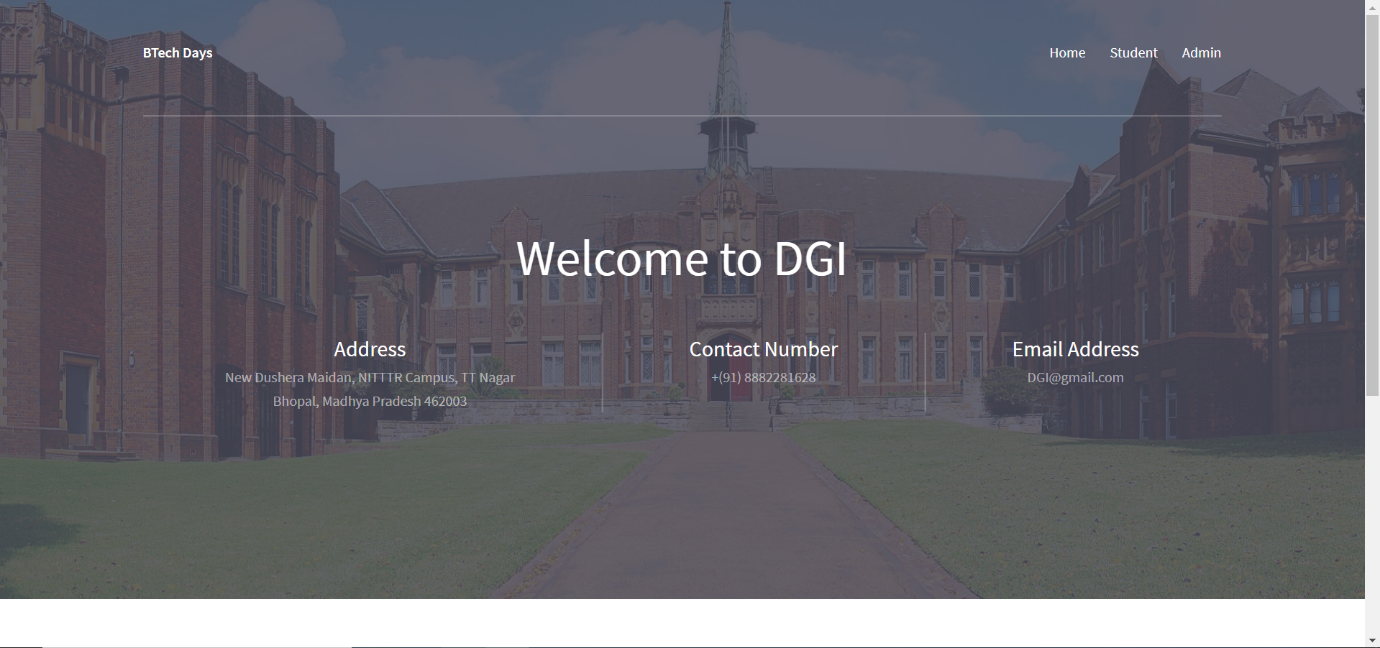 BTech Days
Home Student Admin
Welcome to DGI
Address
New Dushera Maidan, NITTTR Campus, TT Nagar
Bhopal, Madhya Pradesh 462003
Contact Number
+(91) 8882281628
Email Address
DGI@gmail.com